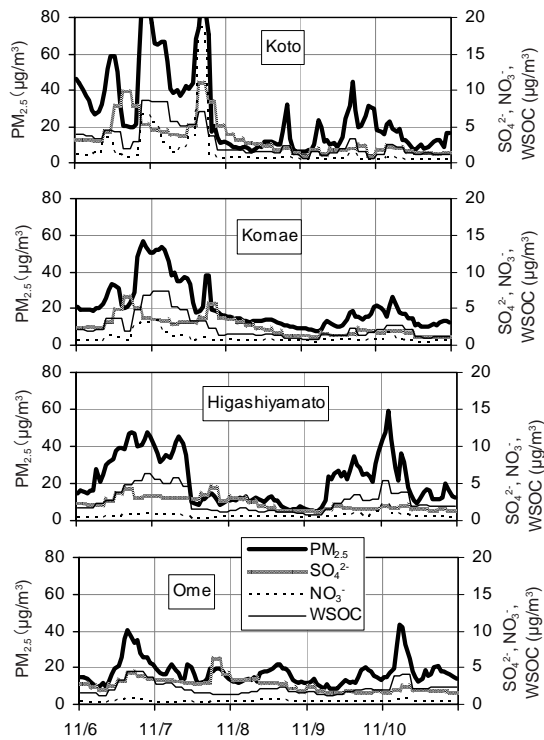 Koto
PM2.5 (μg/m³)
80
60
40
20
0
20
15
10
5
0
SO4²⁻, NO3⁻,
WSOC (μg/m³)
Komae
PM2.5 (μg/m³)
80
60
40
20
0
20
15
10
5
0
SO4²⁻, NO3⁻,
WSOC (μg/m³)
Higashiyamato
PM2.5 (μg/m³)
80
60
40
20
0
20
15
10
5
0
SO4²⁻, NO3⁻,
WSOC (μg/m³)
Ome
PM2.5
SO4²⁻
NO3⁻
WSOC
PM2.5 (μg/m³)
80
60
40
20
0
20
15
10
5
0
SO4²⁻, NO3⁻,
WSOC (μg/m³)
11/6 11/7 11/8 11/9 11/10